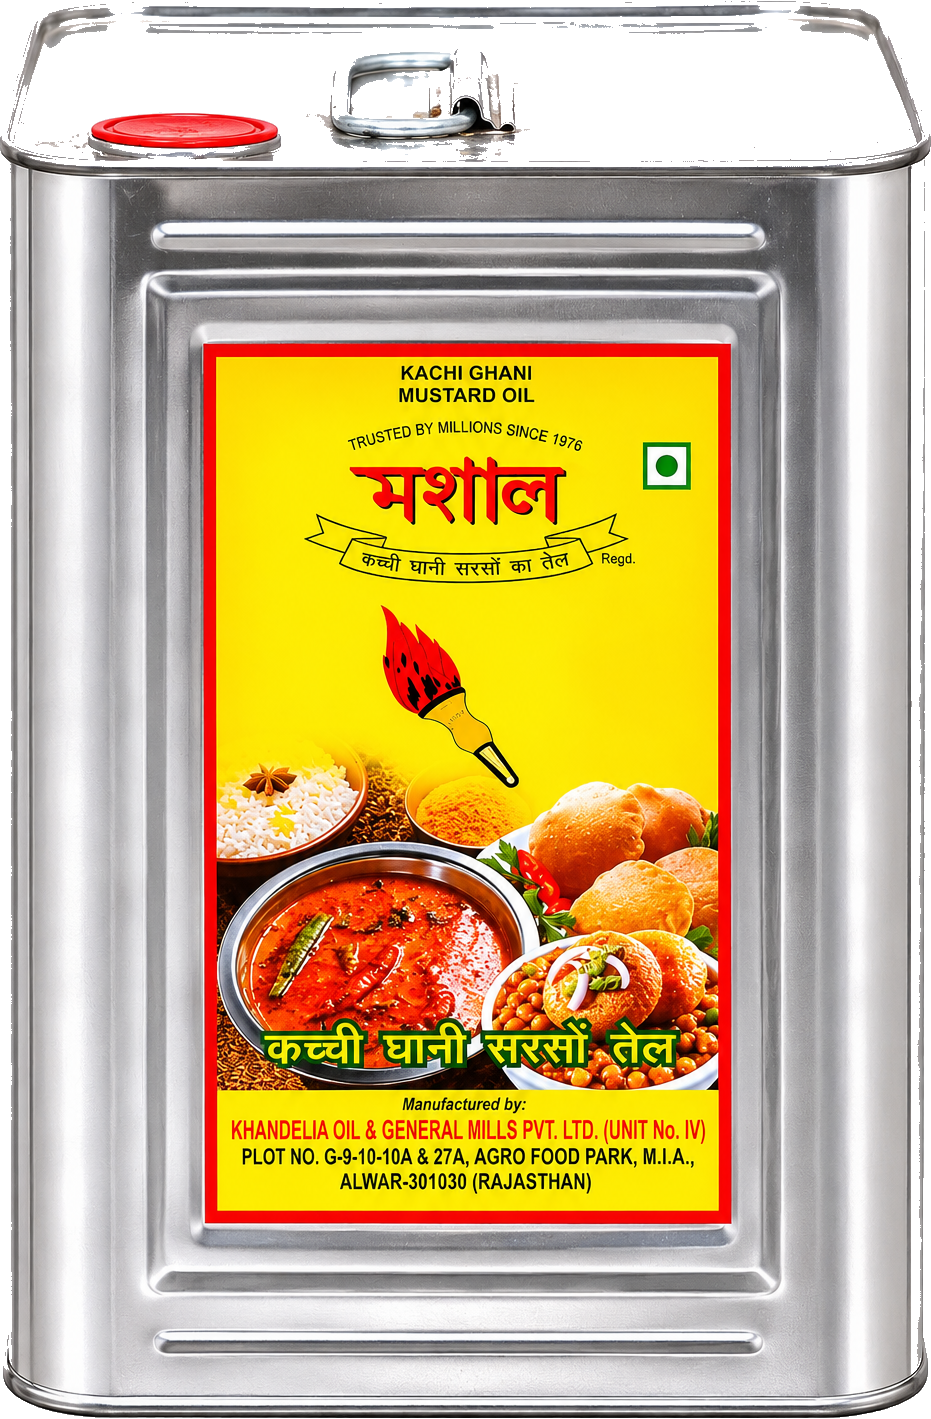 KACHI GHANI
MUSTARD OIL
TRUSTED BY MILLIONS SINCE 1976
मशाल
कच्ची घानी सरसों का तेल
Regd.
कच्ची घानी सरसों तेल
Manufactured by:
KHANDELIA OIL & GENERAL MILLS PVT. LTD. (UNIT No. IV)
PLOT NO. G-9-10-10A & 27A, AGRO FOOD PARK, M.I.A.,
ALWAR-301030 (RAJASTHAN)